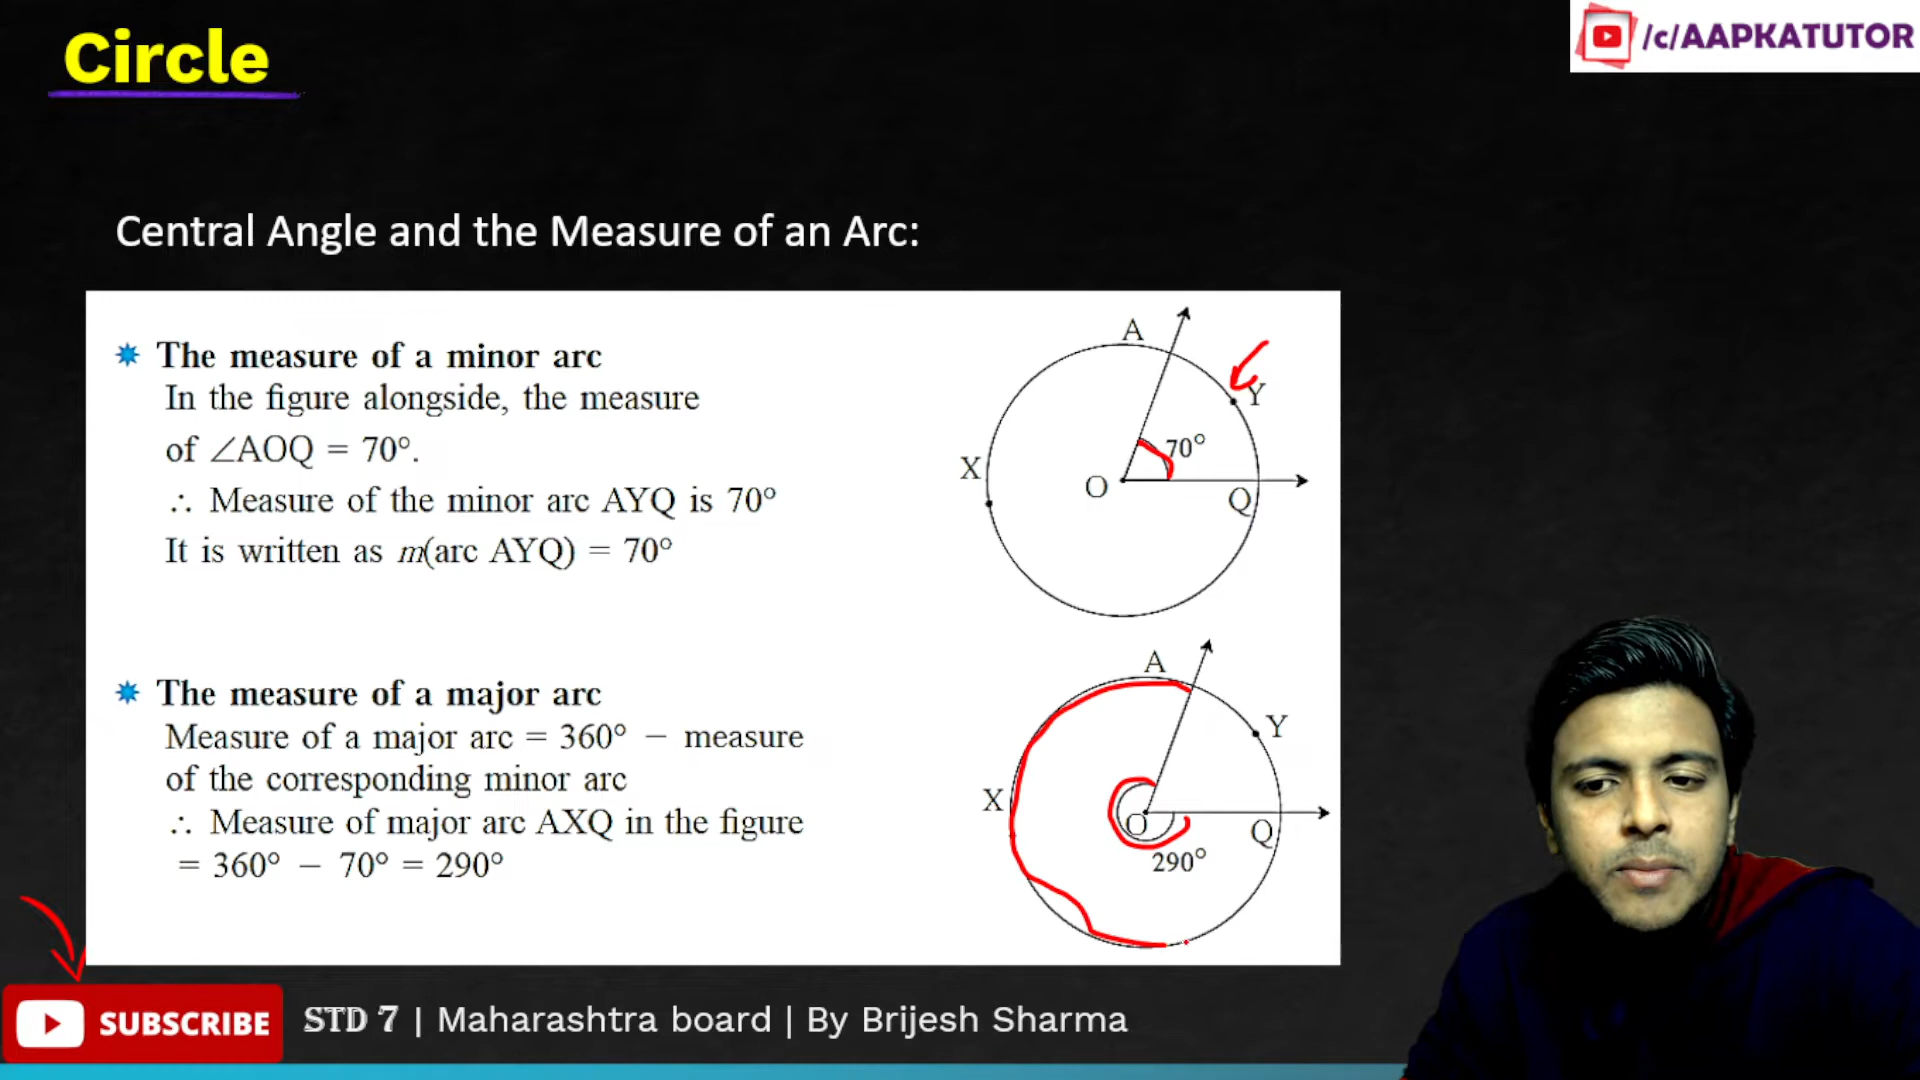 Circle
/c/AAPKATUTOR
Central Angle and the Measure of an Arc:
The measure of a minor arc
In the figure alongside, the measure
of ∠AOQ = 70°.
∴ Measure of the minor arc AYQ is 70°
It is written as m(arc AYQ) = 70°
A
Y
70°
X
O
Q
The measure of a major arc
Measure of a major arc = 360° − measure
of the corresponding minor arc
∴ Measure of major arc AXQ in the figure
= 360° − 70° = 290°
A
Y
X
O
Q
290°
SUBSCRIBE
STD 7 | Maharashtra board | By Brijesh Sharma